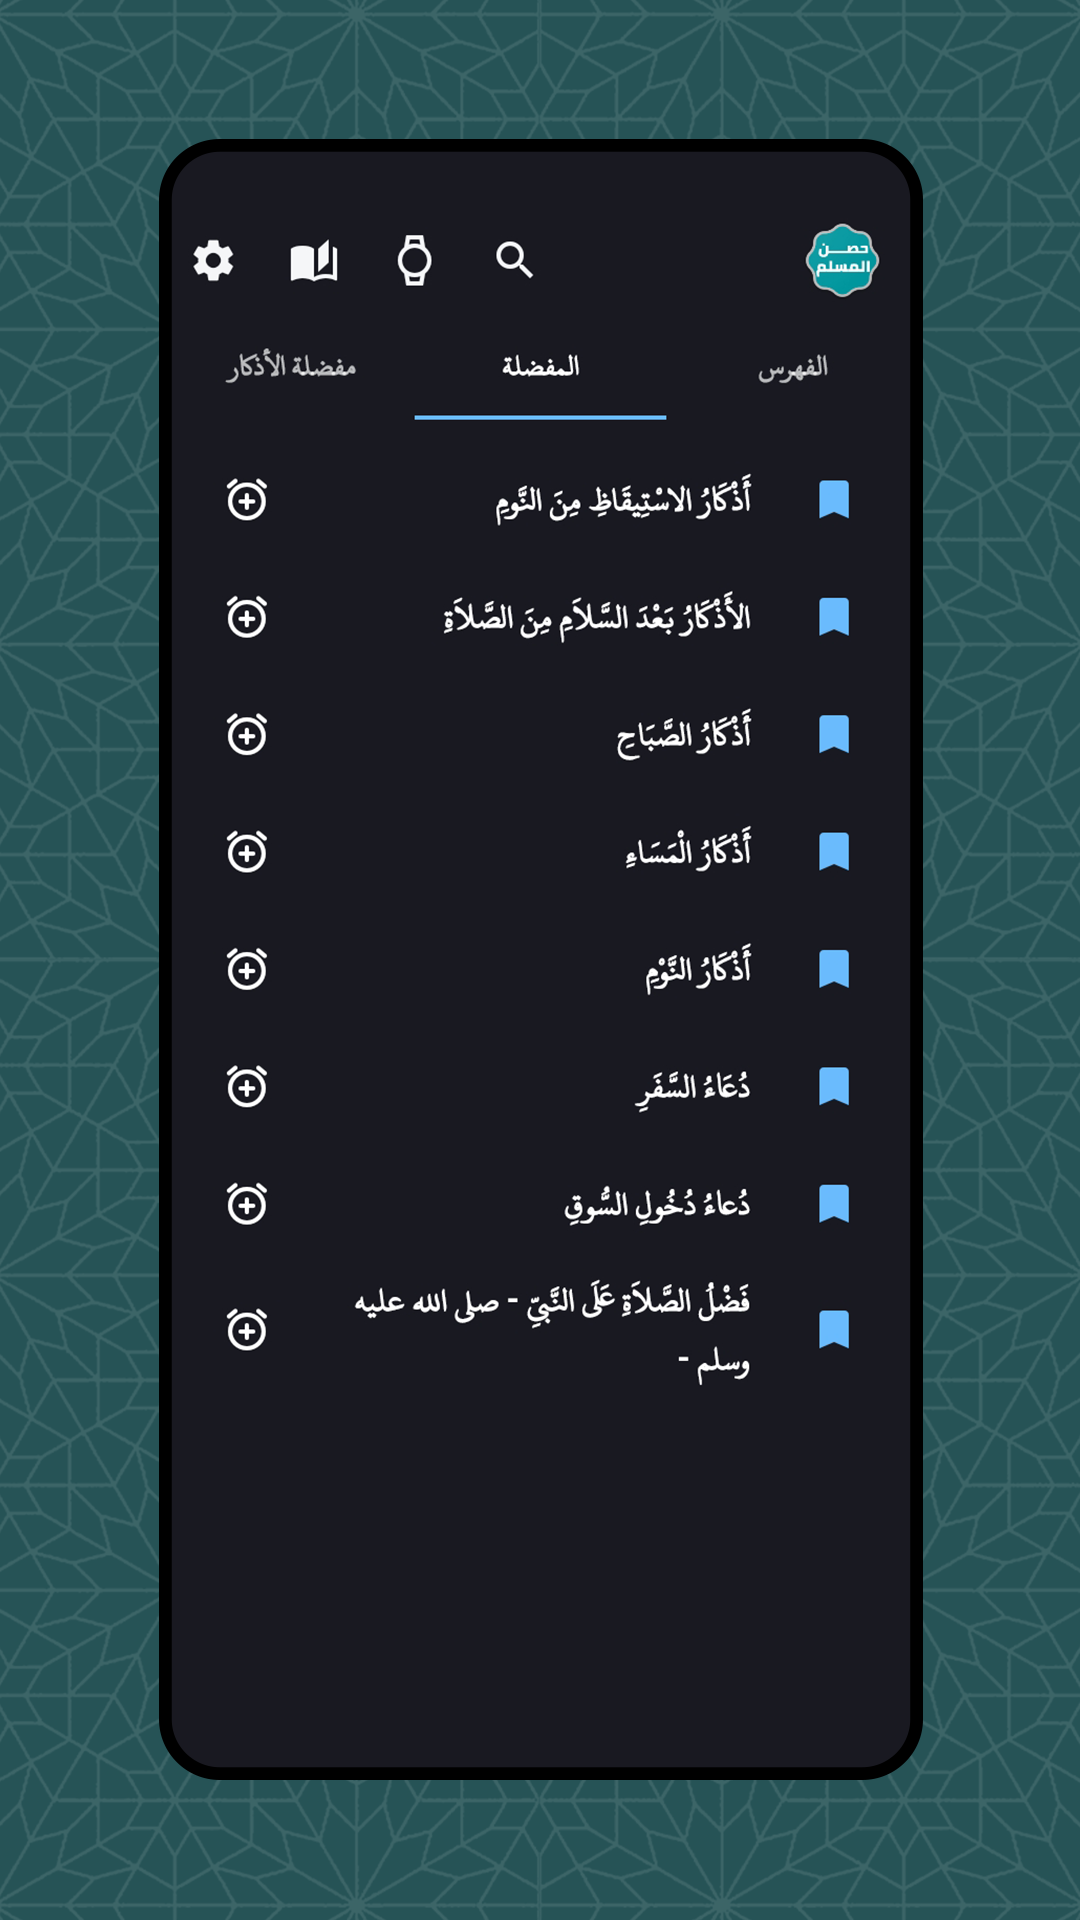 حصن
المسلم
الفهرس
المفضلة
مفضلة الأذكار
أَذْكَارُ الاسْتِيقَاظِ مِنَ النَّومِ
الأَذْكَارُ بَعْدَ السَّلاَمِ مِنَ الصَّلاَةِ
أَذْكَارُ الصَّبَاحِ
أَذْكَارُ الْمَسَاءِ
أَذْكَارُ النَّوْمِ
دُعَاءُ السَّفَرِ
دُعاءُ دُخُولِ السُّوقِ
فَضْلُ الصَّلاَةِ عَلَى النَّبِيِّ - صلى الله عليه
وسلم -